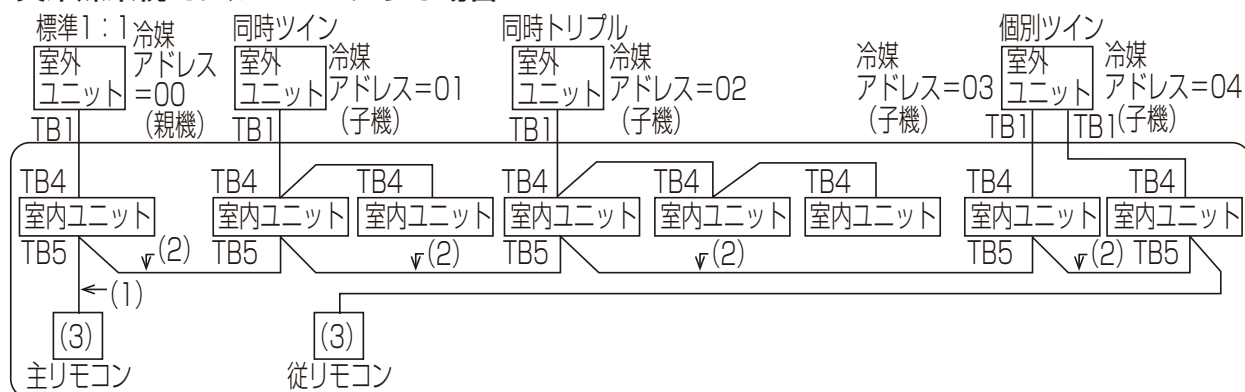 標準1:1
冷媒
アドレス
=00
(親機)
室外
ユニット
TB1
同時ツイン
室外
ユニット
冷媒
アドレス=01
(子機)
TB1
同時トリプル
室外
ユニット
冷媒
アドレス=02
(子機)
TB1
個別ツイン
冷媒
アドレス=03
(子機)
室外
ユニット
冷媒
アドレス=04
(子機)
TB1
TB1
TB4
TB4
TB4
TB4
TB4
TB4
TB4
室内ユニット
室内ユニット
室内ユニット
室内ユニット
室内ユニット
室内ユニット
室内ユニット
室内ユニット
TB5
(2)
TB5
(2)
TB5
(2)
TB5
(2)
TB5
(1)
(3)
(3)
主リモコン
従リモコン